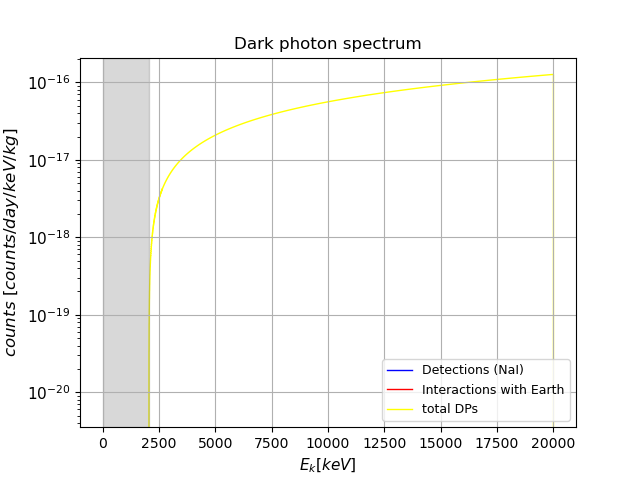 Dark photon spectrum
counts [counts/day/keV/kg]
10⁻¹⁶
10⁻¹⁷
10⁻¹⁸
10⁻¹⁹
10⁻²⁰
Detections (NaI)
Interactions with Earth
total DPs
0 2500 5000 7500 10000 12500 15000 17500 20000
Eₖ[keV]